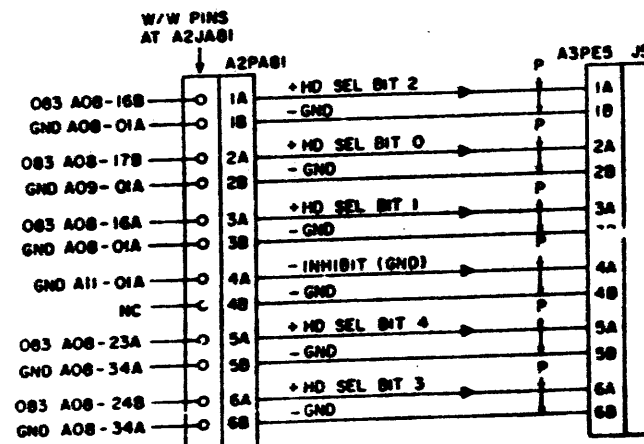 W/W PINS
AT A2JA81
A2PA81
P
A3PE5
083 A08-16B 1A +HD SEL BIT 2 1A
GND A08-01A 1B -GND 1B
P
083 A08-17B 2A +HD SEL BIT 0 2A
GND A09-01A 2B -GND 2B
P
083 A08-16A 3A +HD SEL BIT 1 3A
GND A08-01A 3B -GND
P
GND A11-01A 4A -INHIBIT (GND) 4A
NC 4B -GND 4B
P
083 A08-23A 5A +HD SEL BIT 4 5A
GND A08-34A 5B -GND 5B
P
083 A08-24B 6A +HD SEL BIT 3 6A
GND A08-34A 6B -GND 6B